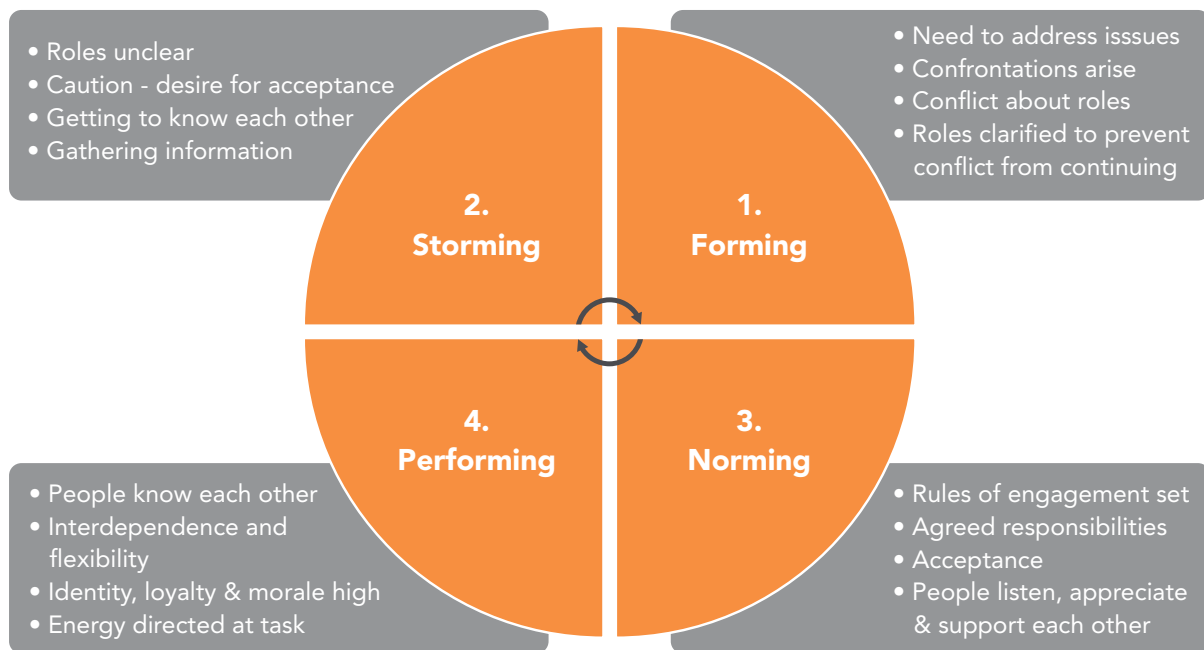 • Roles unclear
• Caution - desire for acceptance
• Getting to know each other
• Gathering information
• Need to address isssues
• Confrontations arise
• Conflict about roles
• Roles clarified to prevent
conflict from continuing
2.
Storming
1.
Forming
4.
Performing
3.
Norming
• People know each other
• Interdependence and
flexibility
• Identity, loyalty & morale high
• Energy directed at task
• Rules of engagement set
• Agreed responsibilities
• Acceptance
• People listen, appreciate
& support each other